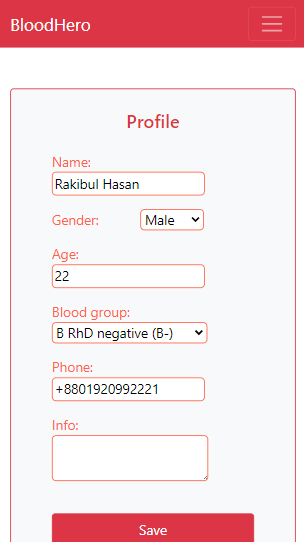 BloodHero
Profile
Name:
Rakibul Hasan
Gender: Male
Age:
22
Blood group:
B RhD negative (B-)
Phone:
+8801920992221
Info:
Save